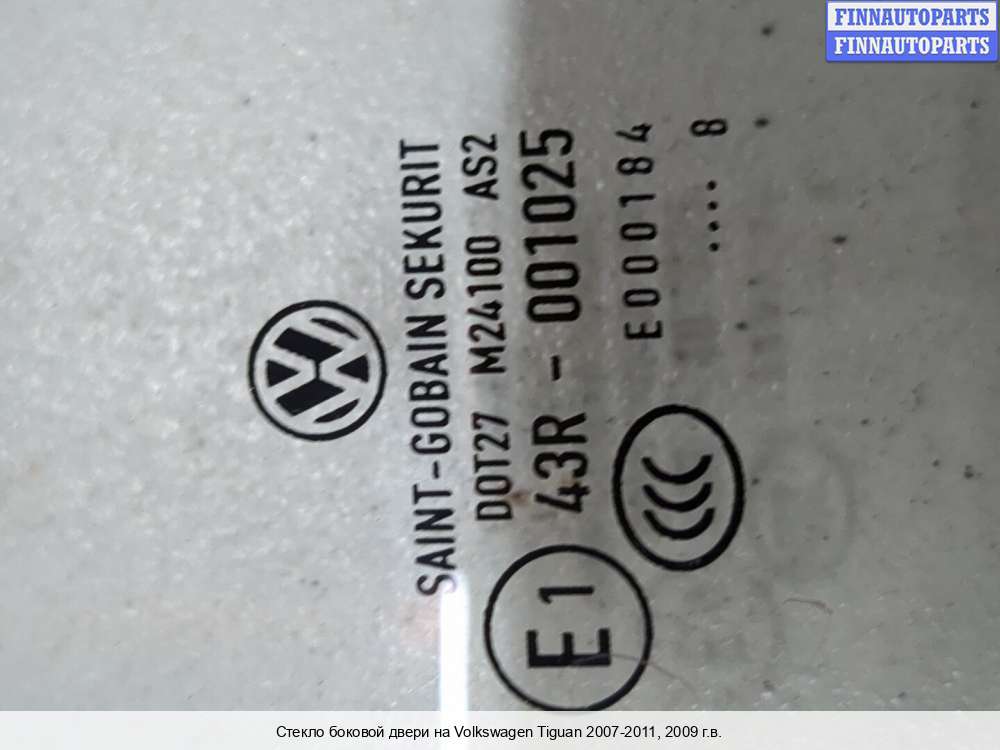 FINNAUTOPARTS
FINNAUTOPARTS
SAINT-GOBAIN SEKURIT
DOT27 M24100 AS2
E1 43R - 001025
E000184
CCC .... 8
Стекло боковой двери на Volkswagen Tiguan 2007-2011, 2009 г.в.